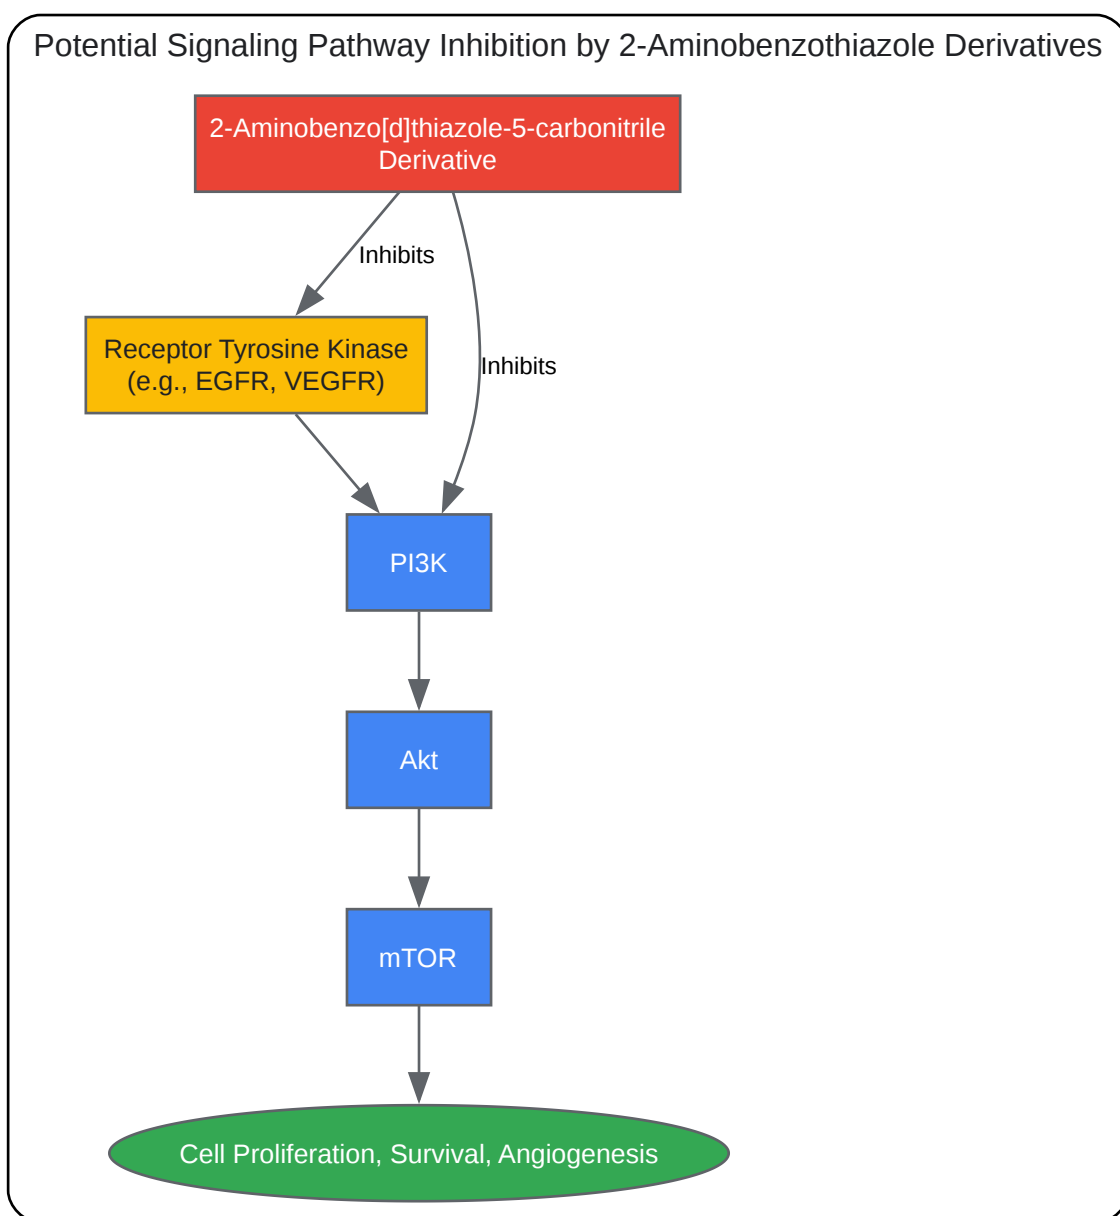 Potential Signaling Pathway Inhibition by 2-Aminobenzothiazole Derivatives
2-Aminobenzo[d]thiazole-5-carbonitrile
Derivative
Inhibits
Receptor Tyrosine Kinase
(e.g., EGFR, VEGFR)
Inhibits
PI3K
Akt
mTOR
Cell Proliferation, Survival, Angiogenesis